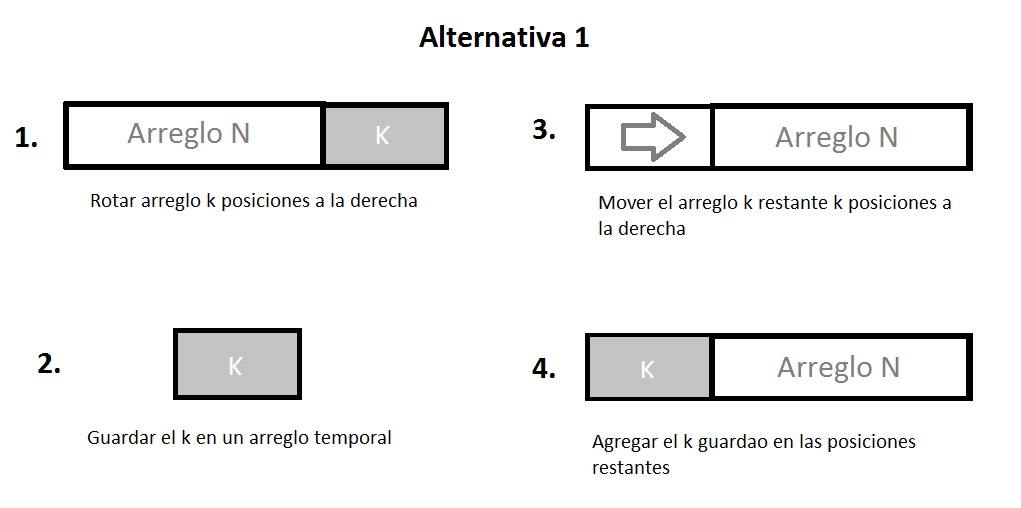 Alternativa 1
1.
Arreglo N
K
Rotar arreglo k posiciones a la derecha
2.
K
Guardar el k en un arreglo temporal
3.
Arreglo N
Mover el arreglo k restante k posiciones a
la derecha
4.
K
Arreglo N
Agregar el k guardao en las posiciones
restantes